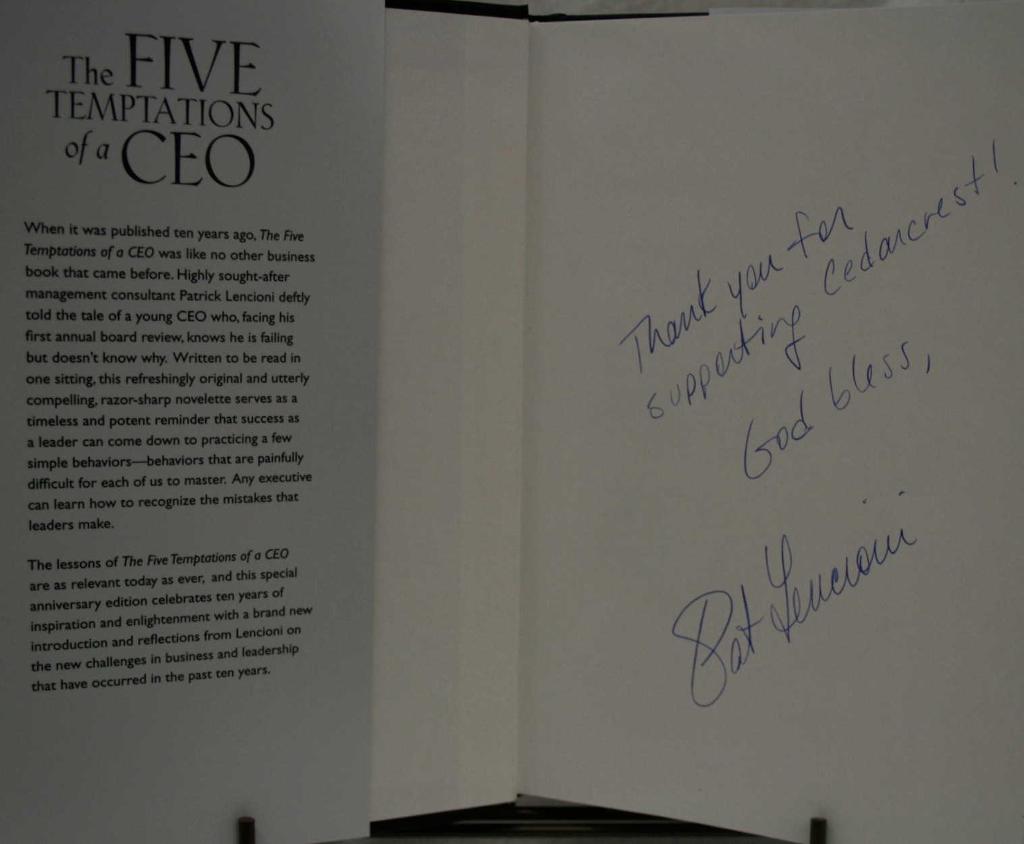 The FIVE
TEMPTATIONS
of a CEO
When it was published ten years ago, The Five
Temptations of a CEO was like no other business
book that came before. Highly sought-after
management consultant Patrick Lencioni deftly
told the tale of a young CEO who, facing his
first annual board review, knows he is failing
but doesn't know why. Written to be read in
one sitting, this refreshingly original and utterly
compelling, razor-sharp novelette serves as a
timeless and potent reminder that success as
a leader can come down to practicing a few
simple behaviors—behaviors that are painfully
difficult for each of us to master. Any executive
can learn how to recognize the mistakes that
leaders make.
The lessons of The Five Temptations of a CEO
are as relevant today as ever, and this special
anniversary edition celebrates ten years of
inspiration and enlightenment with a brand new
introduction and reflections from Lencioni on
the new challenges in business and leadership
that have occurred in the past ten years.
Thank you for
supporting Cedarcrest!
God bless,
Pat Lencioni